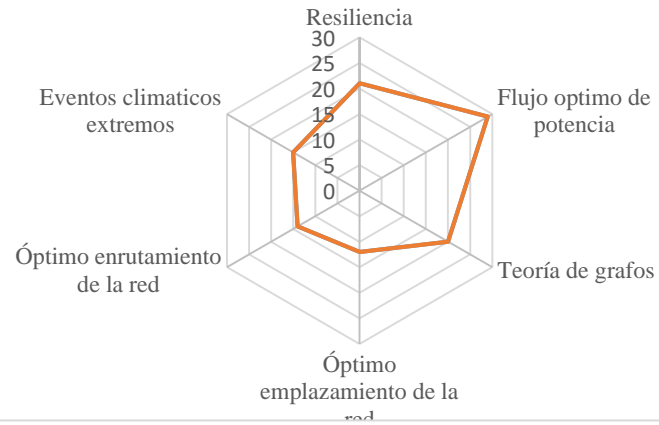 Resiliencia
30
25
20
15
10
5
0
Flujo optimo de
potencia
Teoría de grafos
Óptimo
emplazamiento de la
red
Óptimo enrutamiento
de la red
Eventos climaticos
extremos